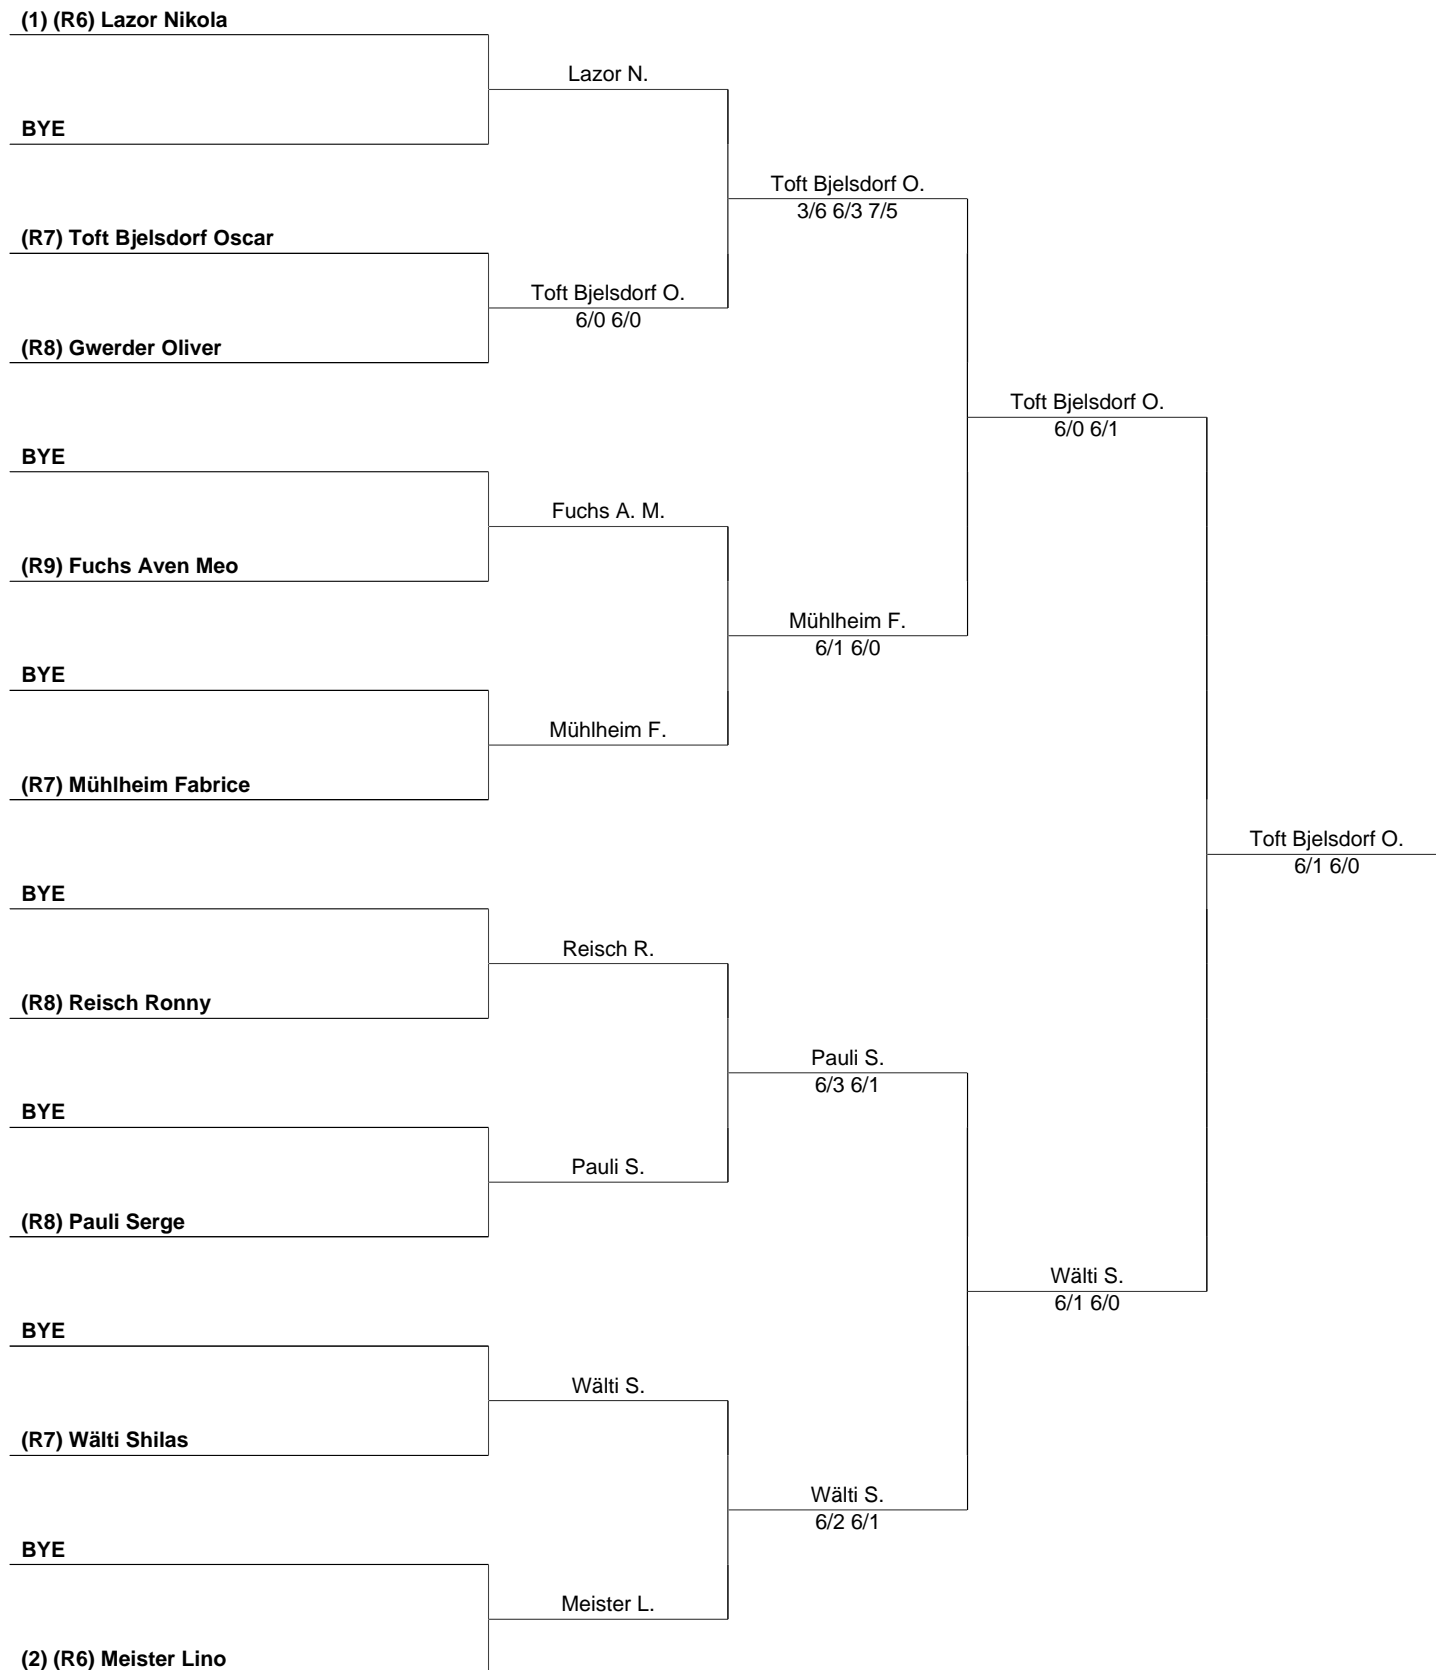 (1) (R6) Lazor Nikola
Lazor N.
BYE
Toft Bjelsdorf O.
3/6 6/3 7/5
(R7) Toft Bjelsdorf Oscar
Toft Bjelsdorf O.
6/0 6/0
(R8) Gwerder Oliver
Toft Bjelsdorf O.
6/0 6/1
BYE
Fuchs A. M.
(R9) Fuchs Aven Meo
Mühlheim F.
6/1 6/0
BYE
Mühlheim F.
(R7) Mühlheim Fabrice
Toft Bjelsdorf O.
6/1 6/0
BYE
Reisch R.
(R8) Reisch Ronny
Pauli S.
6/3 6/1
BYE
Pauli S.
(R8) Pauli Serge
Wälti S.
6/1 6/0
BYE
Wälti S.
(R7) Wälti Shilas
Wälti S.
6/2 6/1
BYE
Meister L.
(2) (R6) Meister Lino